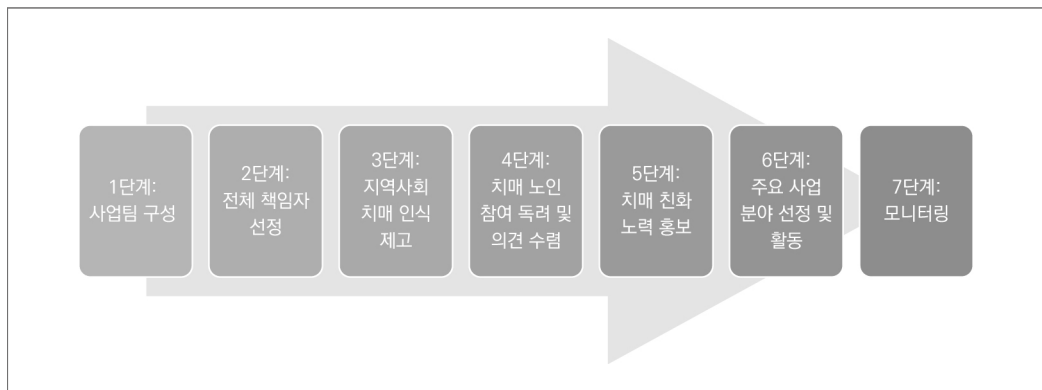 1단계:
사업팀 구성
2단계:
전체 책임자
선정
3단계:
지역사회
치매 인식
제고
4단계:
치매 노인
참여 독려 및
의견 수렴
5단계:
치매 친화
노력 홍보
6단계:
주요 사업
분야 선정 및
활동
7단계:
모니터링